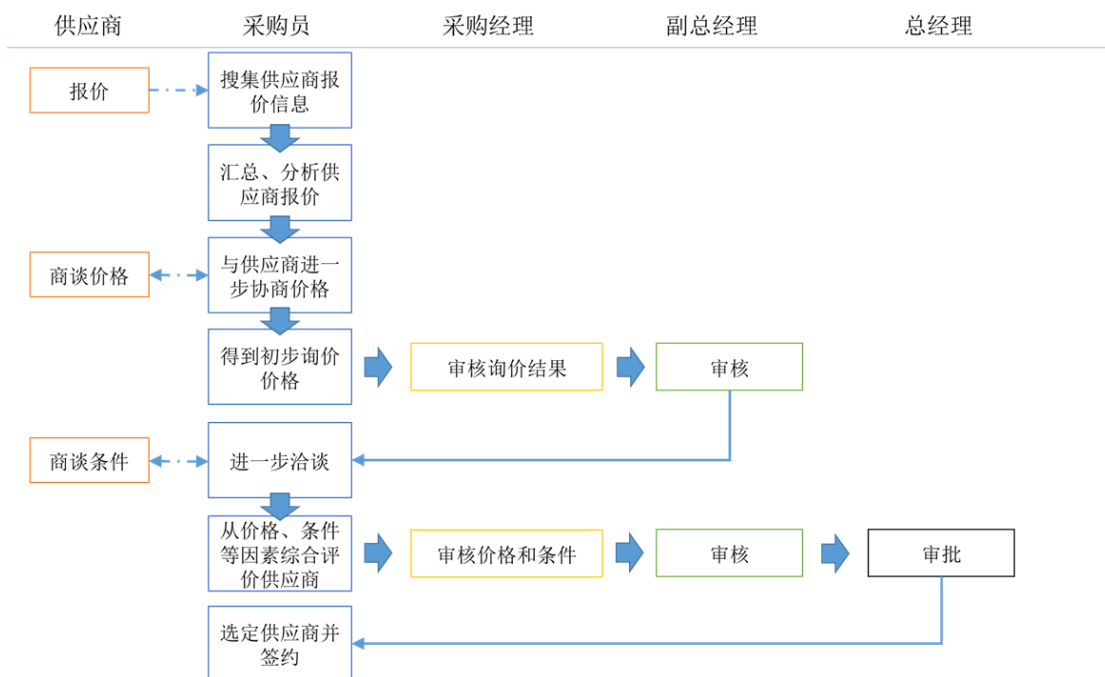 供应商 采购员 采购经理 副总经理 总经理
报价
搜集供应商报
价信息
汇总、分析供
应商报价
商谈价格
与供应商进一
步协商价格
得到初步询价
价格
审核询价结果
审核
商谈条件
进一步洽谈
从价格、条件
等因素综合评
价供应商
审核价格和条件
审核
审批
选定供应商并
签约